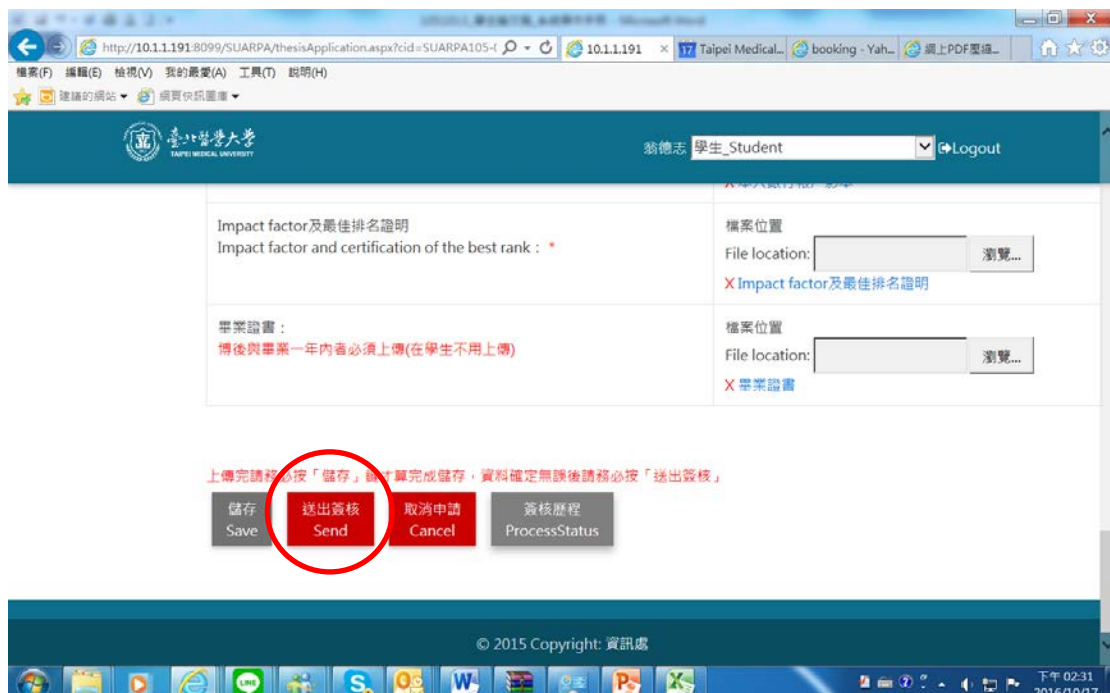 http://10.1.1.191:8099/SUARPA/thesisApplication.aspx?cid=SUARPA105-(
10.1.1.191
Taipei Medical...
booking - Yah...
網上PDF壓縮...
檔案(F) 編輯(E) 檢視(V) 我的最愛(A) 工具(T) 說明(H)
建議的網站
網頁快訊圖庫
臺北醫學大學
TAIPEI MEDICAL UNIVERSITY
翁德志 學生_Student Logout
Impact factor及最佳排名證明
Impact factor and certification of the best rank： *
檔案位置
File location: 瀏覽...
X Impact factor及最佳排名證明
畢業證書：
博後與畢業一年內者必須上傳(在學生不用上傳)
檔案位置
File location: 瀏覽...
X 畢業證書
上傳完請務必按「儲存」鍵才算完成儲存，資料確定無誤後請務必按「送出簽核」
儲存
Save
送出簽核
Send
取消申請
Cancel
簽核歷程
ProcessStatus
© 2015 Copyright: 資訊處
LINE
下午 02:31